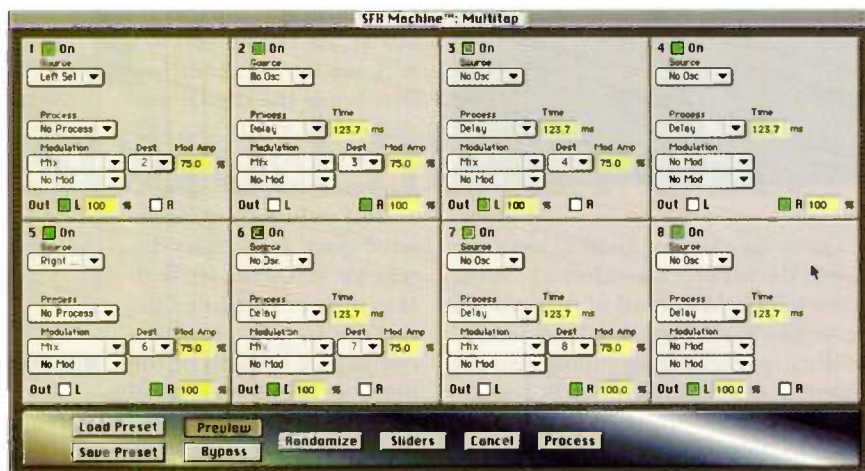 SFX Machine™: Multitap
1 On
Source
Left Sel
Process
No Process
Modulation Dest Mod Amp
Mix 2 75.0 %
No Mod
Out L 100 % R
2 On
Source
No Osc
Process Time
Delay 123.7 ms
Modulation Dest Mod Amp
Mix 3 75.0 %
No Mod
Out L R 100 %
3 On
Source
No Osc
Process Time
Delay 123.7 ms
Modulation Dest Mod Amp
Mix 4 75.0 %
No Mod
Out L 100 % R
4 On
Source
No Osc
Process Time
Delay 123.7 ms
Modulation
No Mod
No Mod
Out L R 100 %
5 On
Source
Right ...
Process
No Process
Modulation Dest Mod Amp
Mix 6 75.0 %
No Mod
Out L R 100 %
6 On
Source
No Osc
Process Time
Delay 123.7 ms
Modulation Dest Mod Amp
Mix 7 75.0 %
No Mod
Out L 100 % R
7 On
Source
No Osc
Process Time
Delay 123.7 ms
Modulation Dest Mod Amp
Mix 8 75.0 %
No Mod
Out L R 100.0 %
8 On
Source
No Osc
Process Time
Delay 123.7 ms
Modulation
No Mod
No Mod
Out L 100.0 % R
Load Preset Preview
Randomize Sliders Cancel Process
Save Preset Bypass